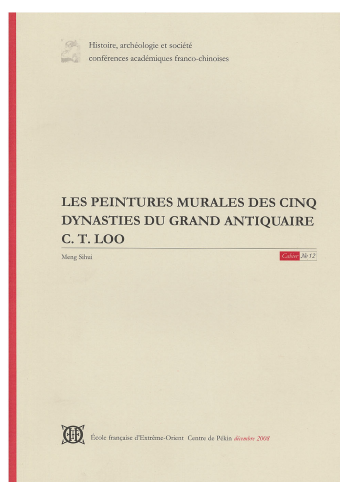 Histoire, archéologie et société
conférences académiques franco-chinoises
LES PEINTURES MURALES DES CINQ
DYNASTIES DU GRAND ANTIQUAIRE
C. T. LOO
Meng Sihui
Cahier No 12
École française d'Extrême-Orient Centre de Pékin décembre 2008